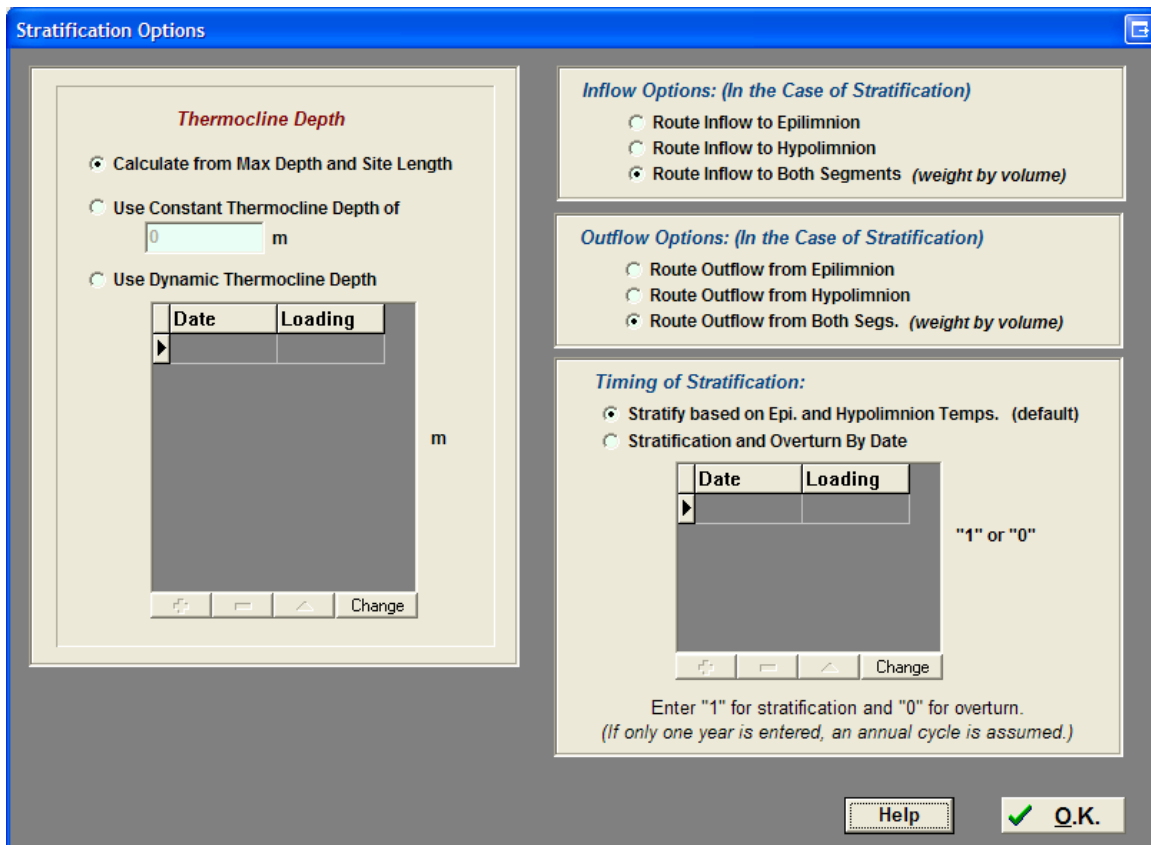 Stratification Options
Thermocline Depth
Calculate from Max Depth and Site Length
Use Constant Thermocline Depth of
0 m
Use Dynamic Thermocline Depth
Date Loading
m
Change
Inflow Options: (In the Case of Stratification)
Route Inflow to Epilimnion
Route Inflow to Hypolimnion
Route Inflow to Both Segments (weight by volume)
Outflow Options: (In the Case of Stratification)
Route Outflow from Epilimnion
Route Outflow from Hypolimnion
Route Outflow from Both Segs. (weight by volume)
Timing of Stratification:
Stratify based on Epi. and Hypolimnion Temps. (default)
Stratification and Overturn By Date
Date Loading
"1" or "0"
Change
Enter "1" for stratification and "0" for overturn.
(If only one year is entered, an annual cycle is assumed.)
Help O.K.